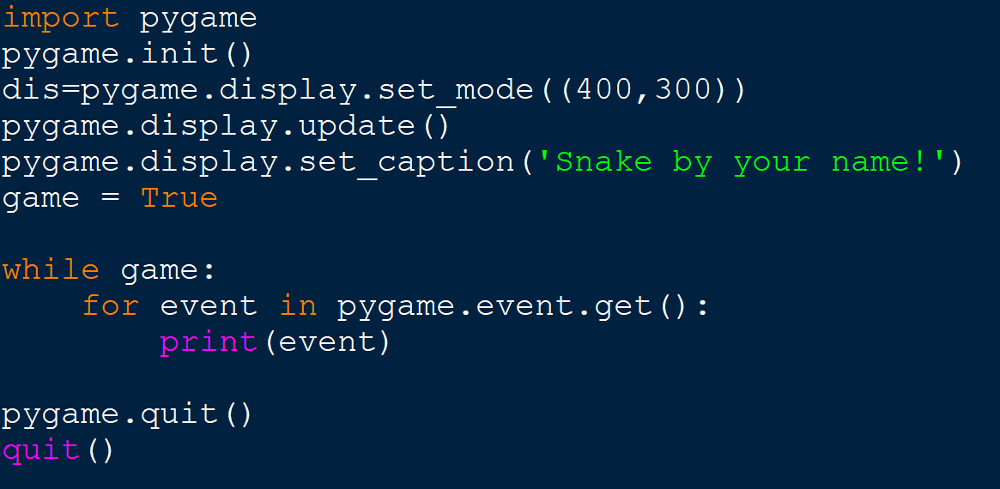 import pygame
pygame.init()
dis=pygame.display.set_mode((400,300))
pygame.display.update()
pygame.display.set_caption('Snake by your name!')
game = True

while game:
    for event in pygame.event.get():
        print(event)

pygame.quit()
quit()